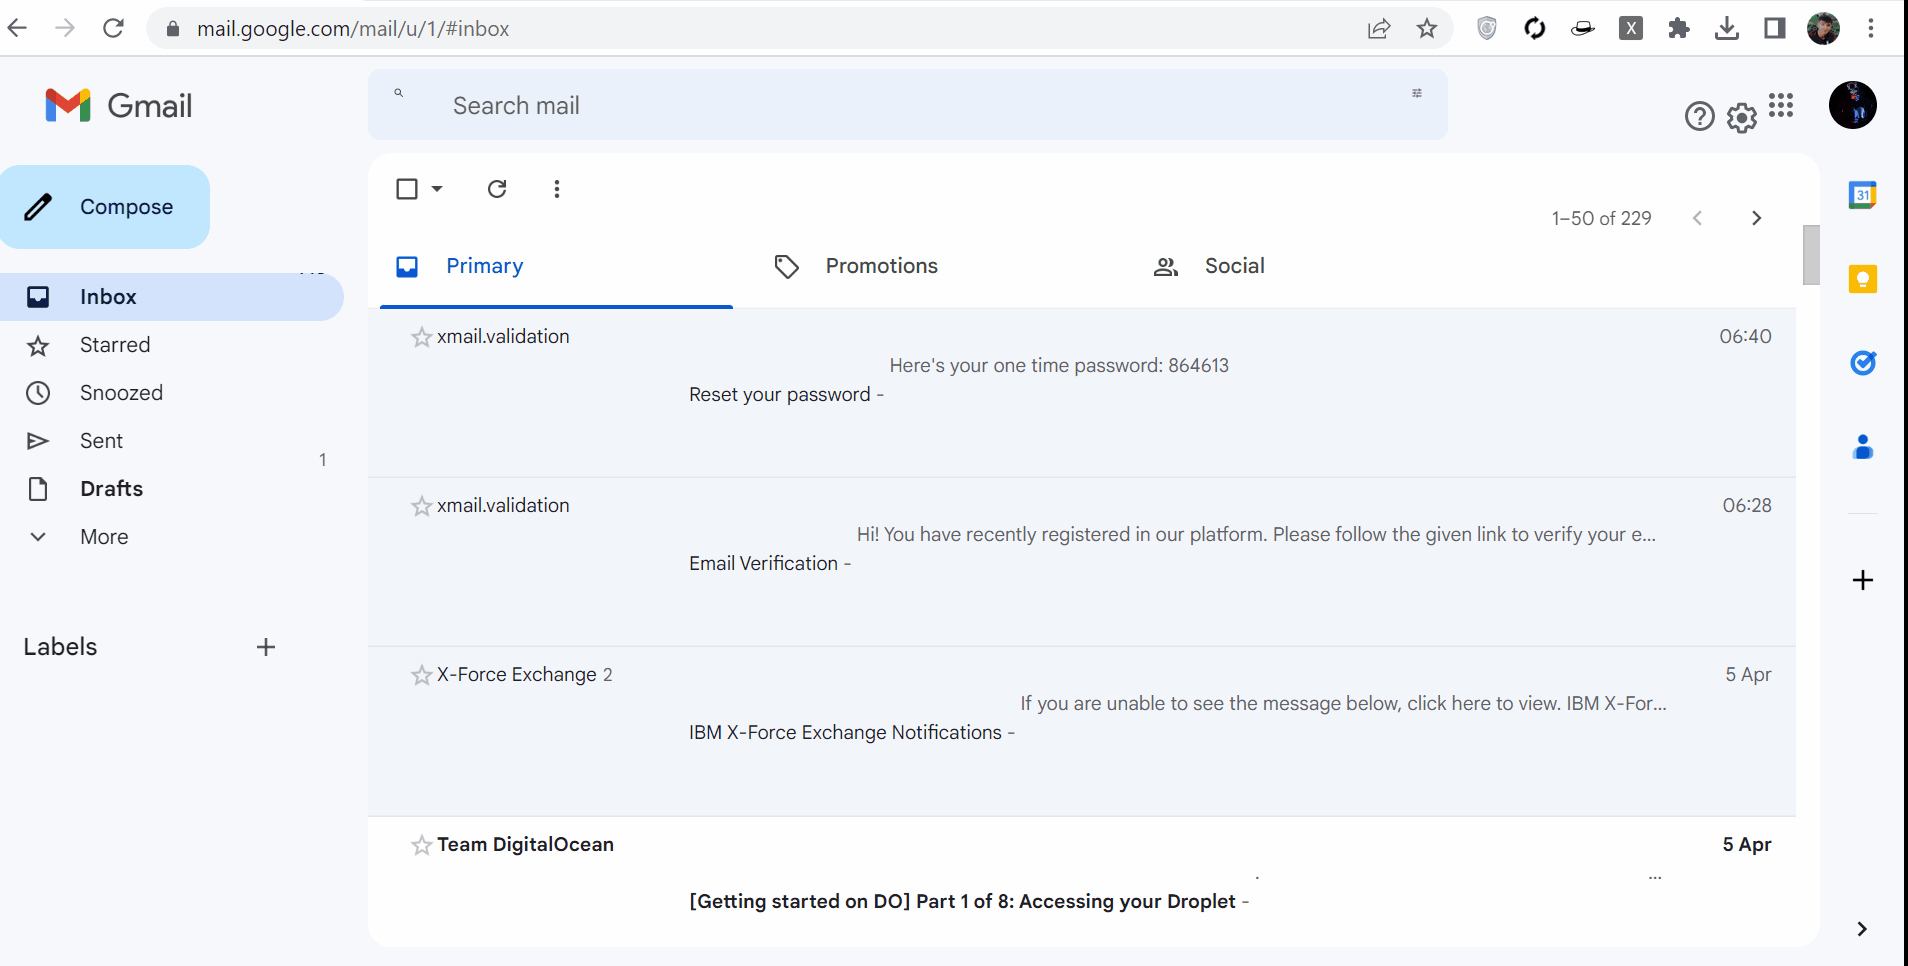 mail.google.com/mail/u/1/#inbox
X
Gmail
Search mail
Compose
Inbox
Starred
Snoozed
Sent
1
Drafts
More
Labels
1–50 of 229
Primary
Promotions
Social
xmail.validation
06:40
Here's your one time password: 864613
Reset your password -
xmail.validation
06:28
Hi! You have recently registered in our platform. Please follow the given link to verify your e...
Email Verification -
X-Force Exchange 2
5 Apr
If you are unable to see the message below, click here to view. IBM X-For...
IBM X-Force Exchange Notifications -
Team DigitalOcean
5 Apr
. ...
[Getting started on DO] Part 1 of 8: Accessing your Droplet -
31